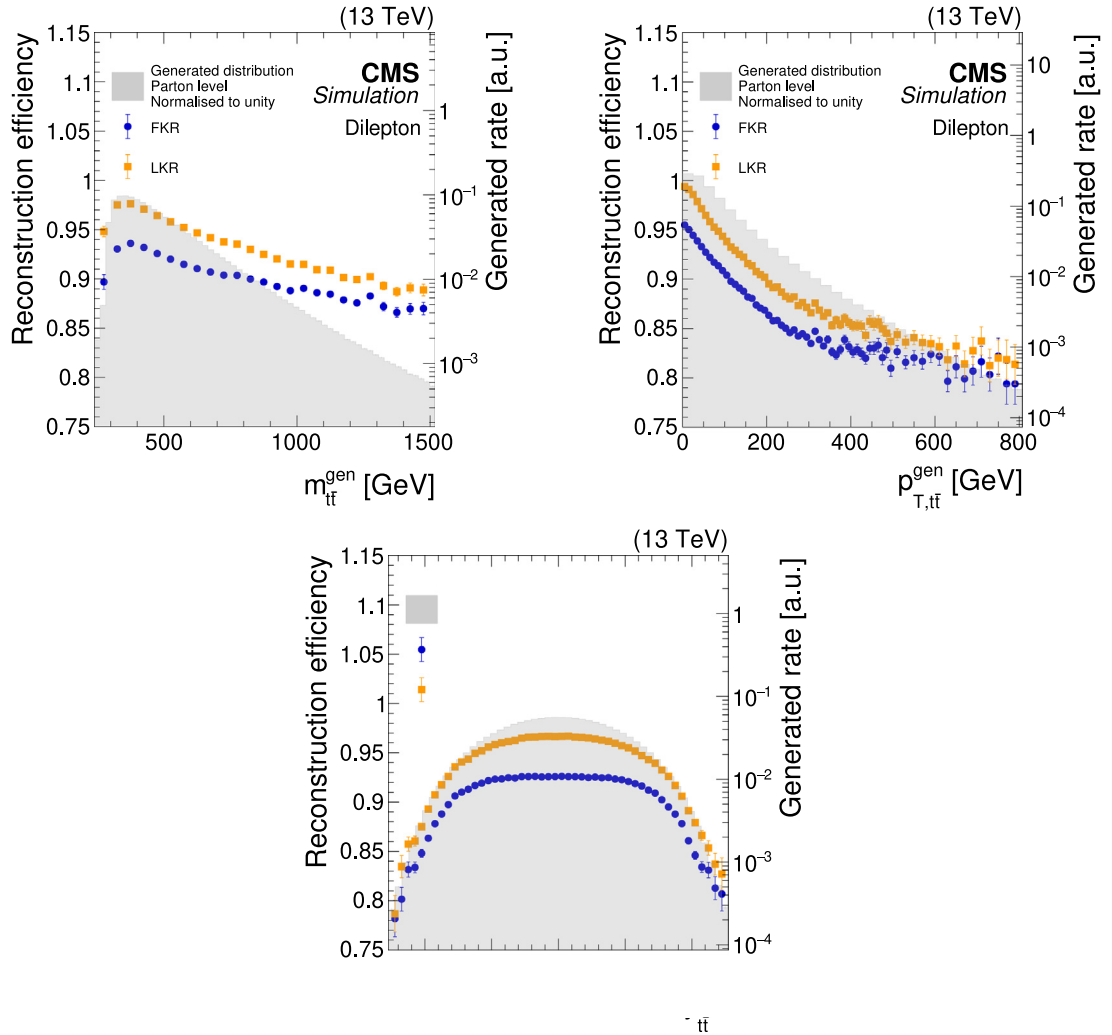 (13 TeV)
Reconstruction efficiency
1.15
1.1
1.05
1
0.95
0.9
0.85
0.8
0.75
Generated distribution
Parton level
Normalised to unity
FKR
LKR
CMS
Simulation
Dilepton
1
10⁻¹
10⁻²
10⁻³
Generated rate [a.u.]
500
1000
1500
m_{tt̄}^{gen} [GeV]
(13 TeV)
Reconstruction efficiency
1.15
1.1
1.05
1
0.95
0.9
0.85
0.8
0.75
Generated distribution
Parton level
Normalised to unity
FKR
LKR
CMS
Simulation
Dilepton
10
1
10⁻¹
10⁻²
10⁻³
10⁻⁴
Generated rate [a.u.]
0
200
400
600
800
p_{T,tt̄}^{gen} [GeV]
(13 TeV)
Reconstruction efficiency
1.15
1.1
1.05
1
0.95
0.9
0.85
0.8
0.75
1
10⁻¹
10⁻²
10⁻³
10⁻⁴
Generated rate [a.u.]
tt̄